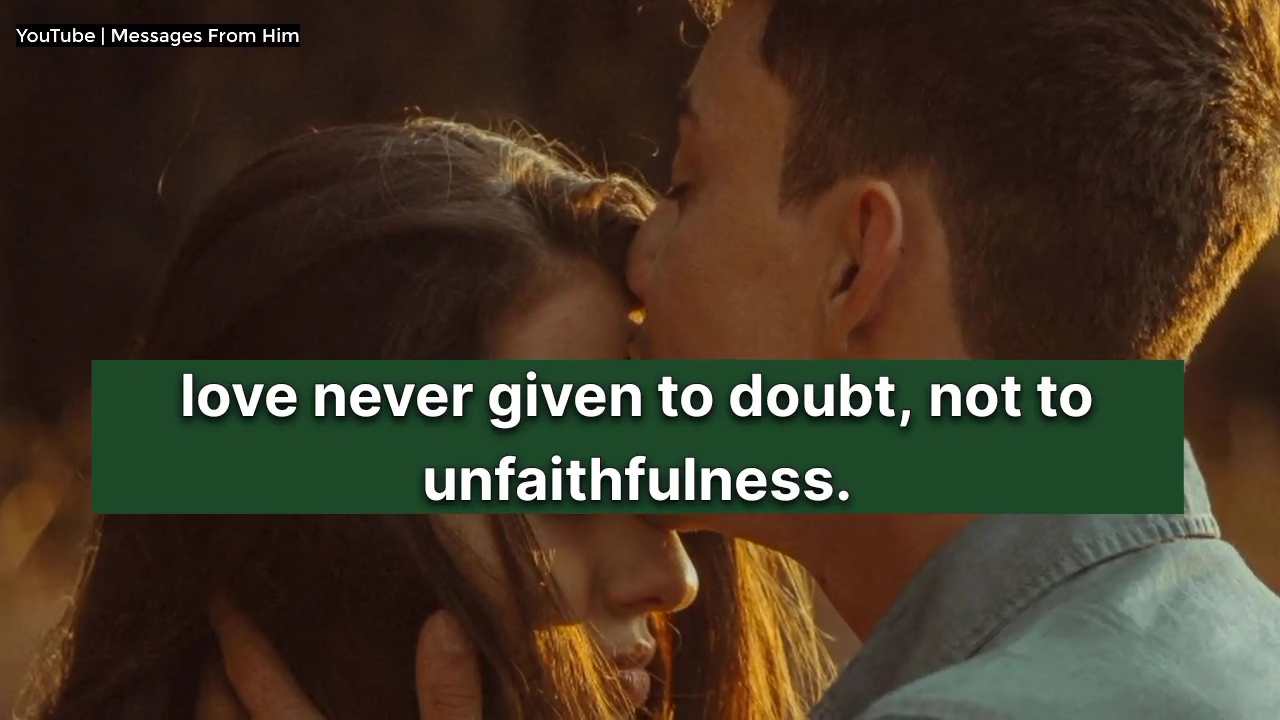 YouTube | Messages From Him
love never given to doubt, not to
unfaithfulness.